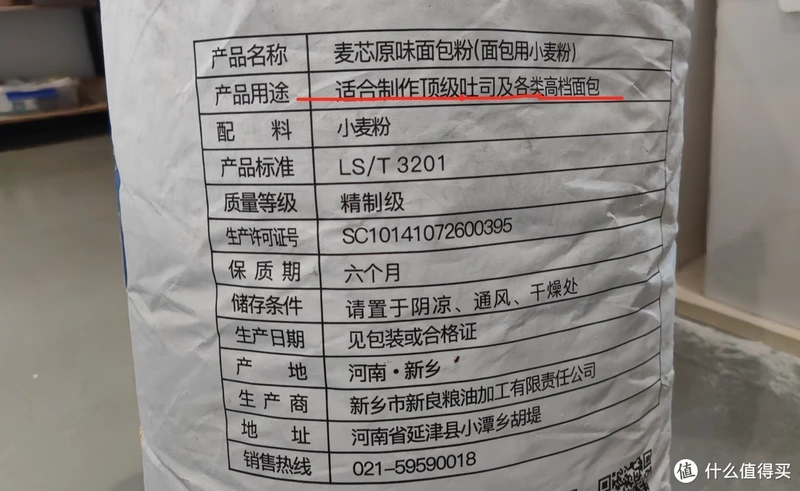 产品名称 麦芯原味面包粉(面包用小麦粉)
产品用途 适合制作顶级吐司及各类高档面包
配料 小麦粉
产品标准 LS/T 3201
质量等级 精制级
生产许可证号 SC10141072600395
保质期 六个月
储存条件 请置于阴凉、通风、干燥处
生产日期 见包装或合格证
产地 河南·新乡
生产商 新乡市新良粮油加工有限责任公司
地址 河南省延津县小潭乡胡堤
销售热线 021-59590018
值 什么值得买